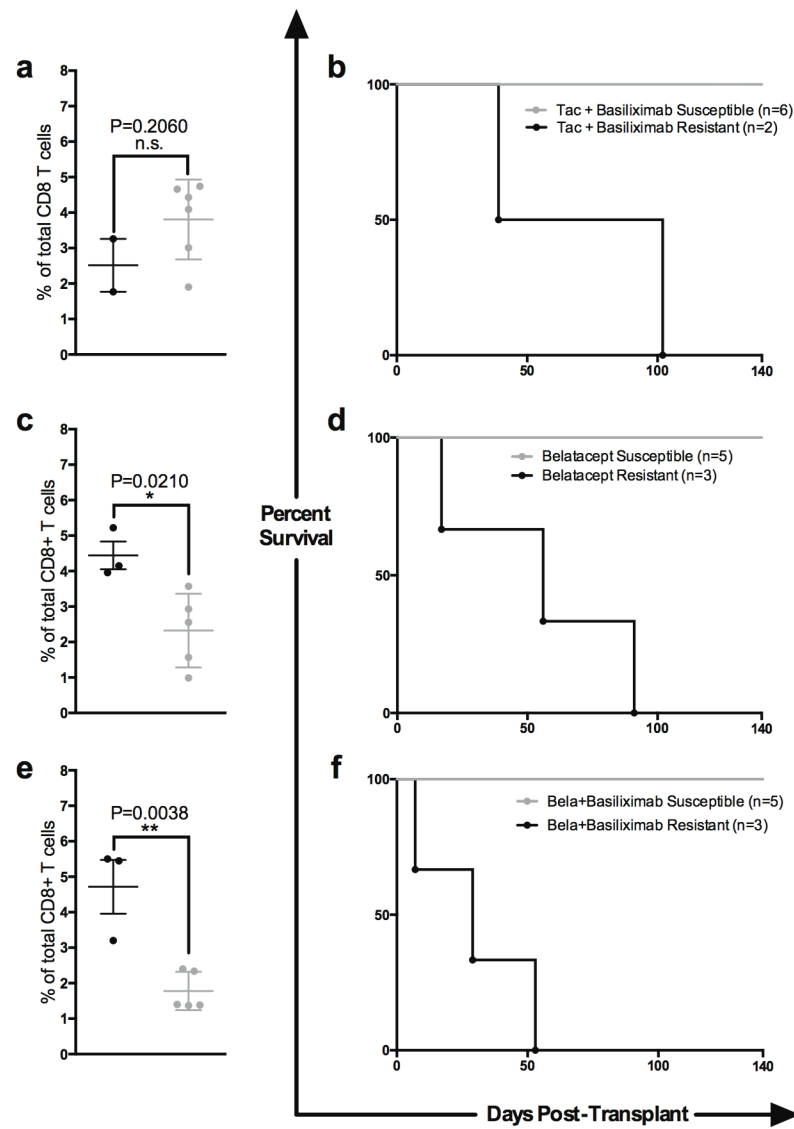 a
8
7
6
5
4
3
2
1
0
% of total CD8 T cells
P=0.2060
n.s.
b
100
50
0
0
50
100
140
Tac + Basiliximab Susceptible (n=6)
Tac + Basiliximab Resistant (n=2)
c
8
7
6
5
4
3
2
1
0
% of total CD8+ T cells
P=0.0210
*
Percent
Survival
d
100
50
0
0
50
100
140
Belatacept Susceptible (n=5)
Belatacept Resistant (n=3)
e
8
7
6
5
4
3
2
1
0
% of total CD8+ T cells
P=0.0038
**
f
100
50
0
0
50
100
140
Bela+Basiliximab Susceptible (n=5)
Bela+Basiliximab Resistant (n=3)
Days Post-Transplant